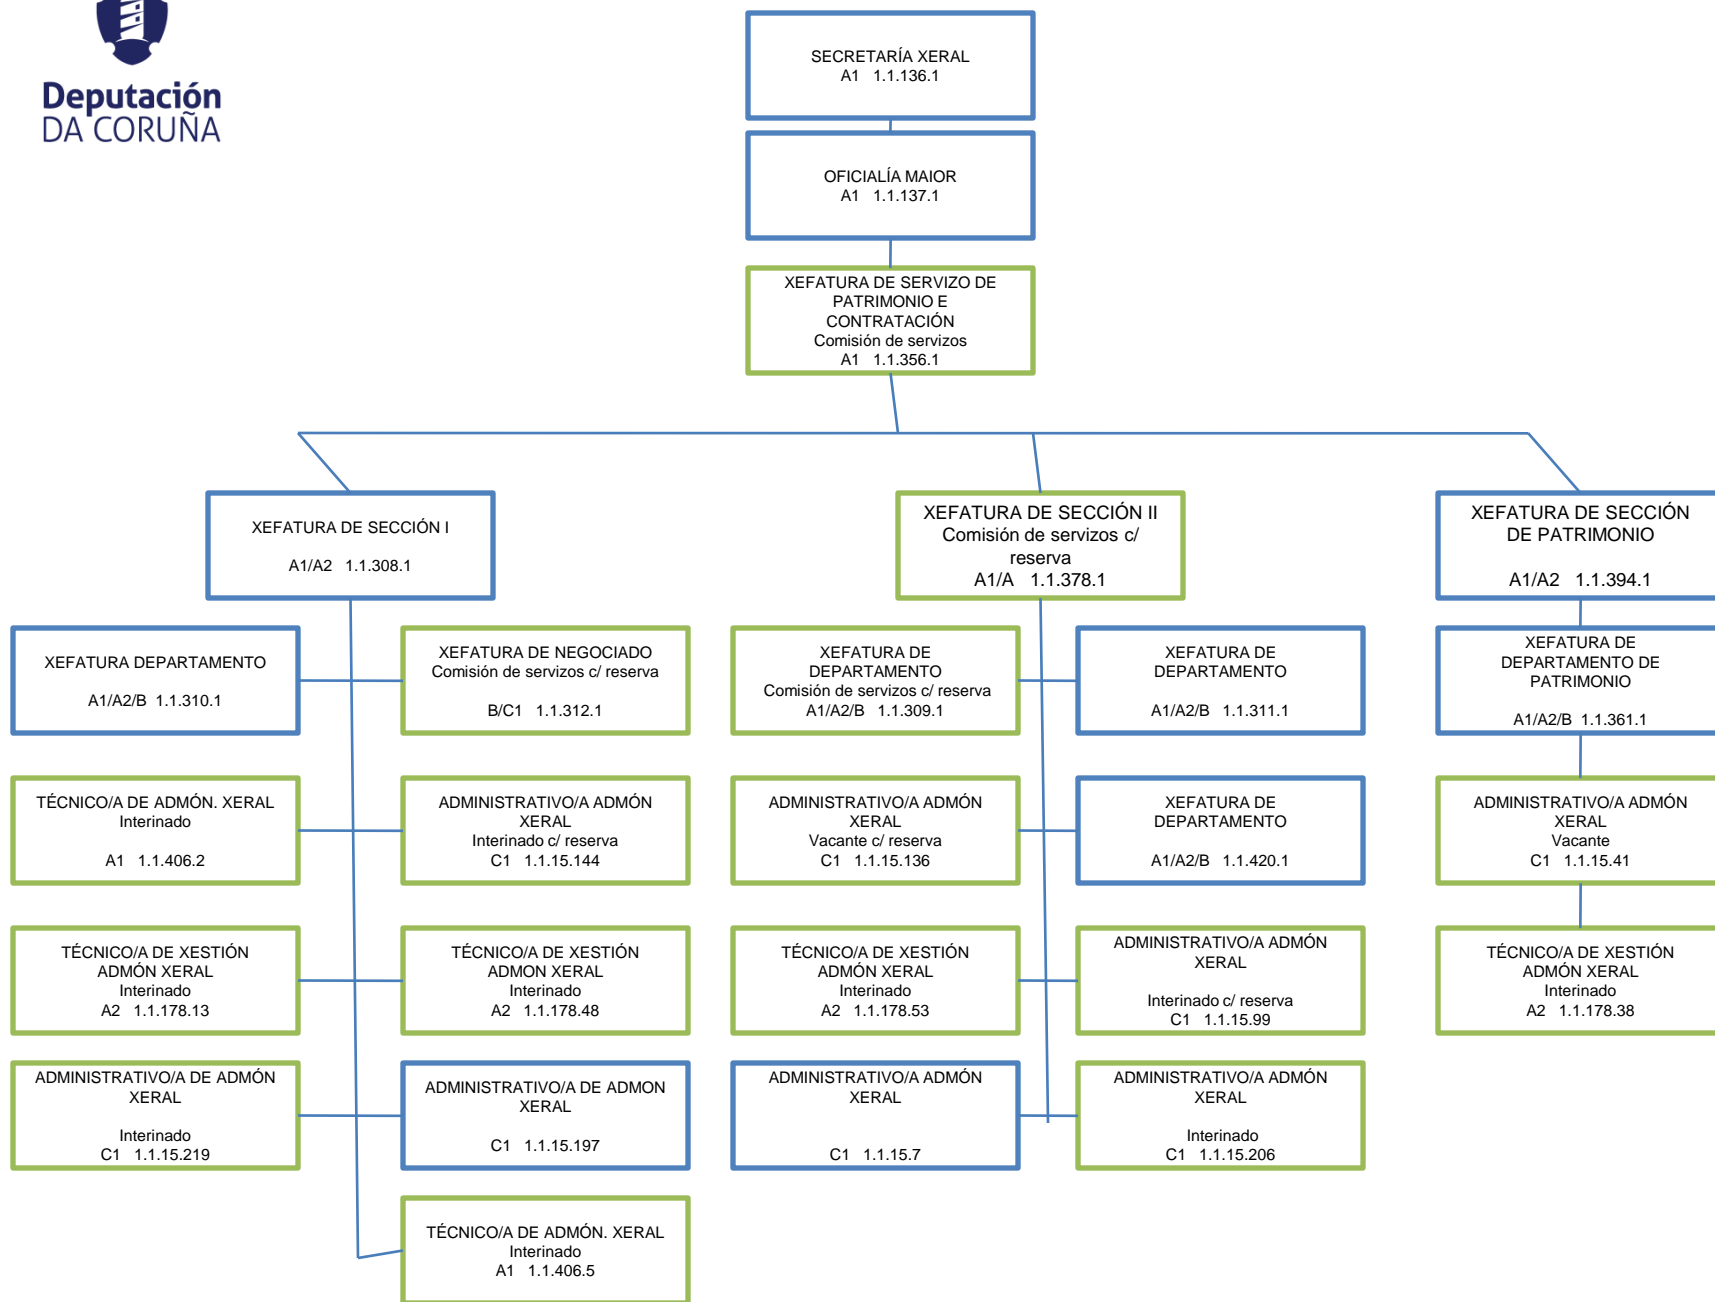 Deputación
DA CORUÑA
SECRETARÍA XERAL
A1 1.1.136.1
OFICIALÍA MAIOR
A1 1.1.137.1
XEFATURA DE SERVIZO DE
PATRIMONIO E
CONTRATACIÓN
Comisión de servizos
A1 1.1.356.1
XEFATURA DE SECCIÓN I
A1/A2 1.1.308.1
XEFATURA DE SECCIÓN II
Comisión de servizos c/
reserva
A1/A 1.1.378.1
XEFATURA DE SECCIÓN
DE PATRIMONIO
A1/A2 1.1.394.1
XEFATURA DEPARTAMENTO
A1/A2/B 1.1.310.1
XEFATURA DE NEGOCIADO
Comisión de servizos c/ reserva
B/C1 1.1.312.1
XEFATURA DE
DEPARTAMENTO
Comisión de servizos c/ reserva
A1/A2/B 1.1.309.1
XEFATURA DE
DEPARTAMENTO
A1/A2/B 1.1.311.1
XEFATURA DE
DEPARTAMENTO DE
PATRIMONIO
A1/A2/B 1.1.361.1
TÉCNICO/A DE ADMÓN. XERAL
Interinado
A1 1.1.406.2
ADMINISTRATIVO/A ADMÓN
XERAL
Interinado c/ reserva
C1 1.1.15.144
ADMINISTRATIVO/A ADMÓN
XERAL
Vacante c/ reserva
C1 1.1.15.136
XEFATURA DE
DEPARTAMENTO
A1/A2/B 1.1.420.1
ADMINISTRATIVO/A ADMÓN
XERAL
Vacante
C1 1.1.15.41
TÉCNICO/A DE XESTIÓN
ADMÓN XERAL
Interinado
A2 1.1.178.13
TÉCNICO/A DE XESTIÓN
ADMON XERAL
Interinado
A2 1.1.178.48
TÉCNICO/A DE XESTIÓN
ADMÓN XERAL
Interinado
A2 1.1.178.53
ADMINISTRATIVO/A ADMÓN
XERAL
Interinado c/ reserva
C1 1.1.15.99
TÉCNICO/A DE XESTIÓN
ADMÓN XERAL
Interinado
A2 1.1.178.38
ADMINISTRATIVO/A DE ADMÓN
XERAL
Interinado
C1 1.1.15.219
ADMINISTRATIVO/A DE ADMON
XERAL
C1 1.1.15.197
ADMINISTRATIVO/A ADMÓN
XERAL
C1 1.1.15.7
ADMINISTRATIVO/A ADMÓN
XERAL
Interinado
C1 1.1.15.206
TÉCNICO/A DE ADMÓN. XERAL
Interinado
A1 1.1.406.5